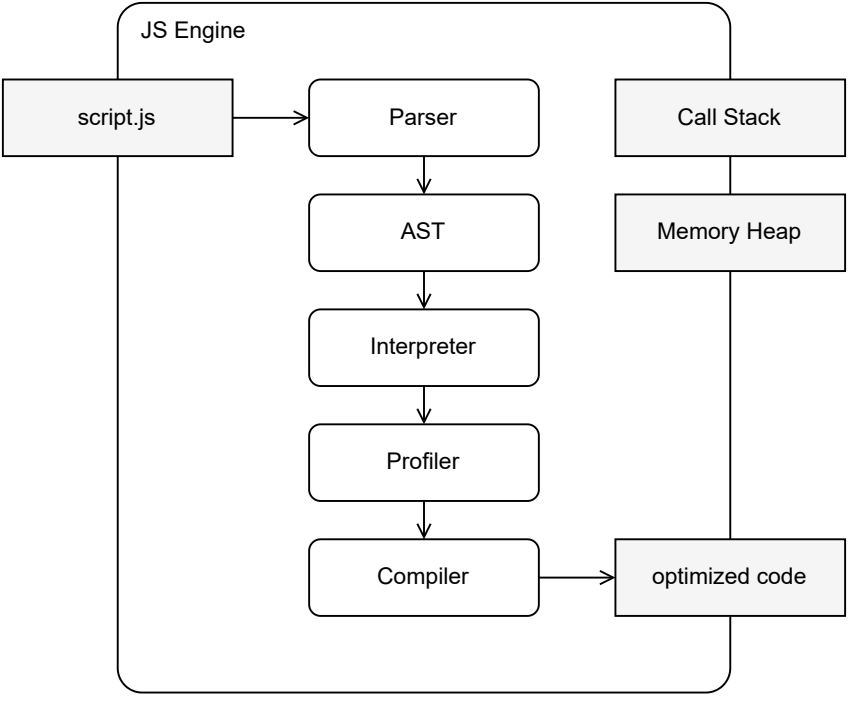 JS Engine
script.js
Parser
Call Stack
AST
Memory Heap
Interpreter
Profiler
Compiler
optimized code